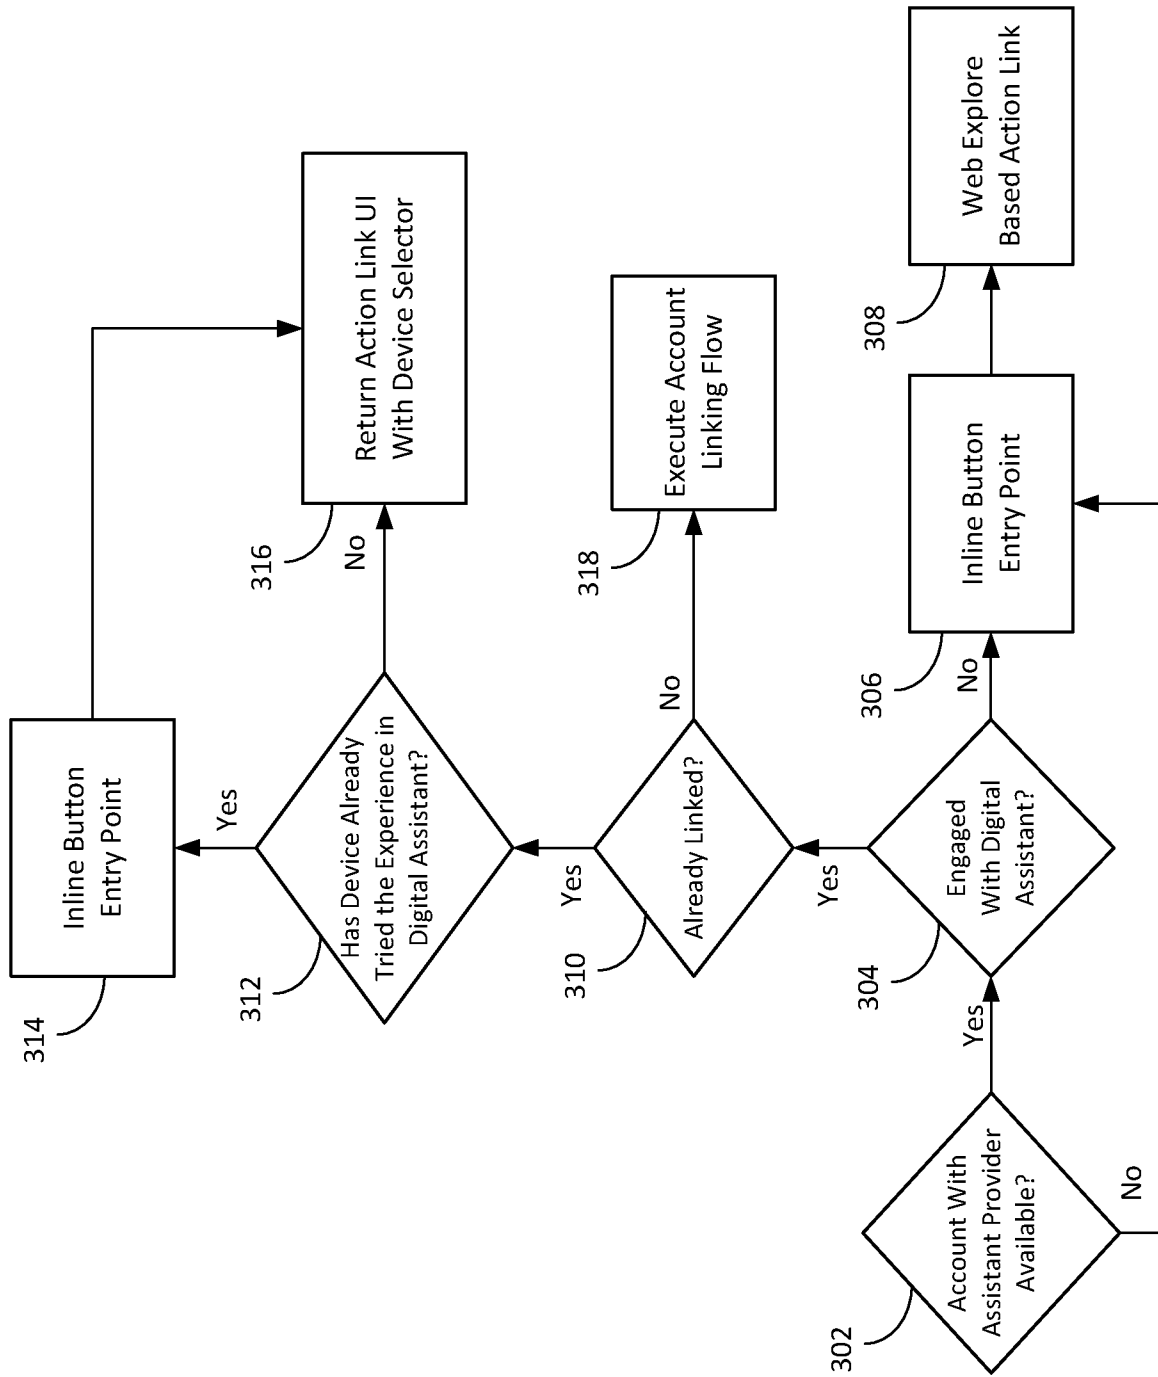 302
Account With
Assistant Provider
Available?
Yes
No
304
Engaged
With Digital
Assistant?
No
Yes
306
Inline Button
Entry Point
308
Web Explore
Based Action Link
310
Already Linked?
No
Yes
318
Execute Account
Linking Flow
312
Has Device Already
Tried the Experience in
Digital Assistant?
No
Yes
316
Return Action Link UI
With Device Selector
314
Inline Button
Entry Point